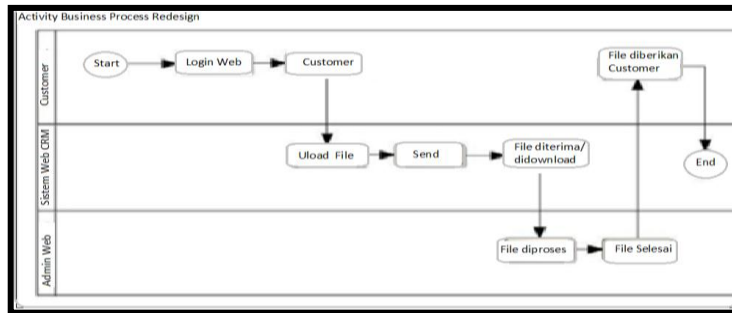 Activity Business Process Redesign
Customer
Start
Login Web
Customer
File diberikan
Customer
Sistem Web CRM
Uload File
Send
File diterima/
didownload
End
Admin Web
File diproses
File Selesai